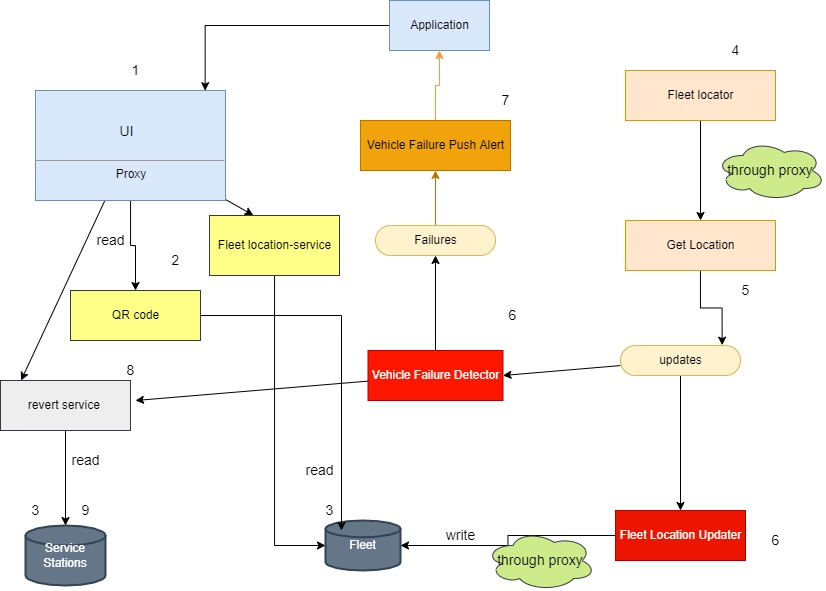 Application
1
4
Fleet locator
7
UI
Vehicle Failure Push Alert
Proxy
through proxy
read
Failures
Fleet location-service
Get Location
2
5
QR code
6
updates
8
Vehicle Failure Detector
revert service
read
read
3
9
3
Fleet
write
Fleet Location Updater
6
Service
Stations
through proxy